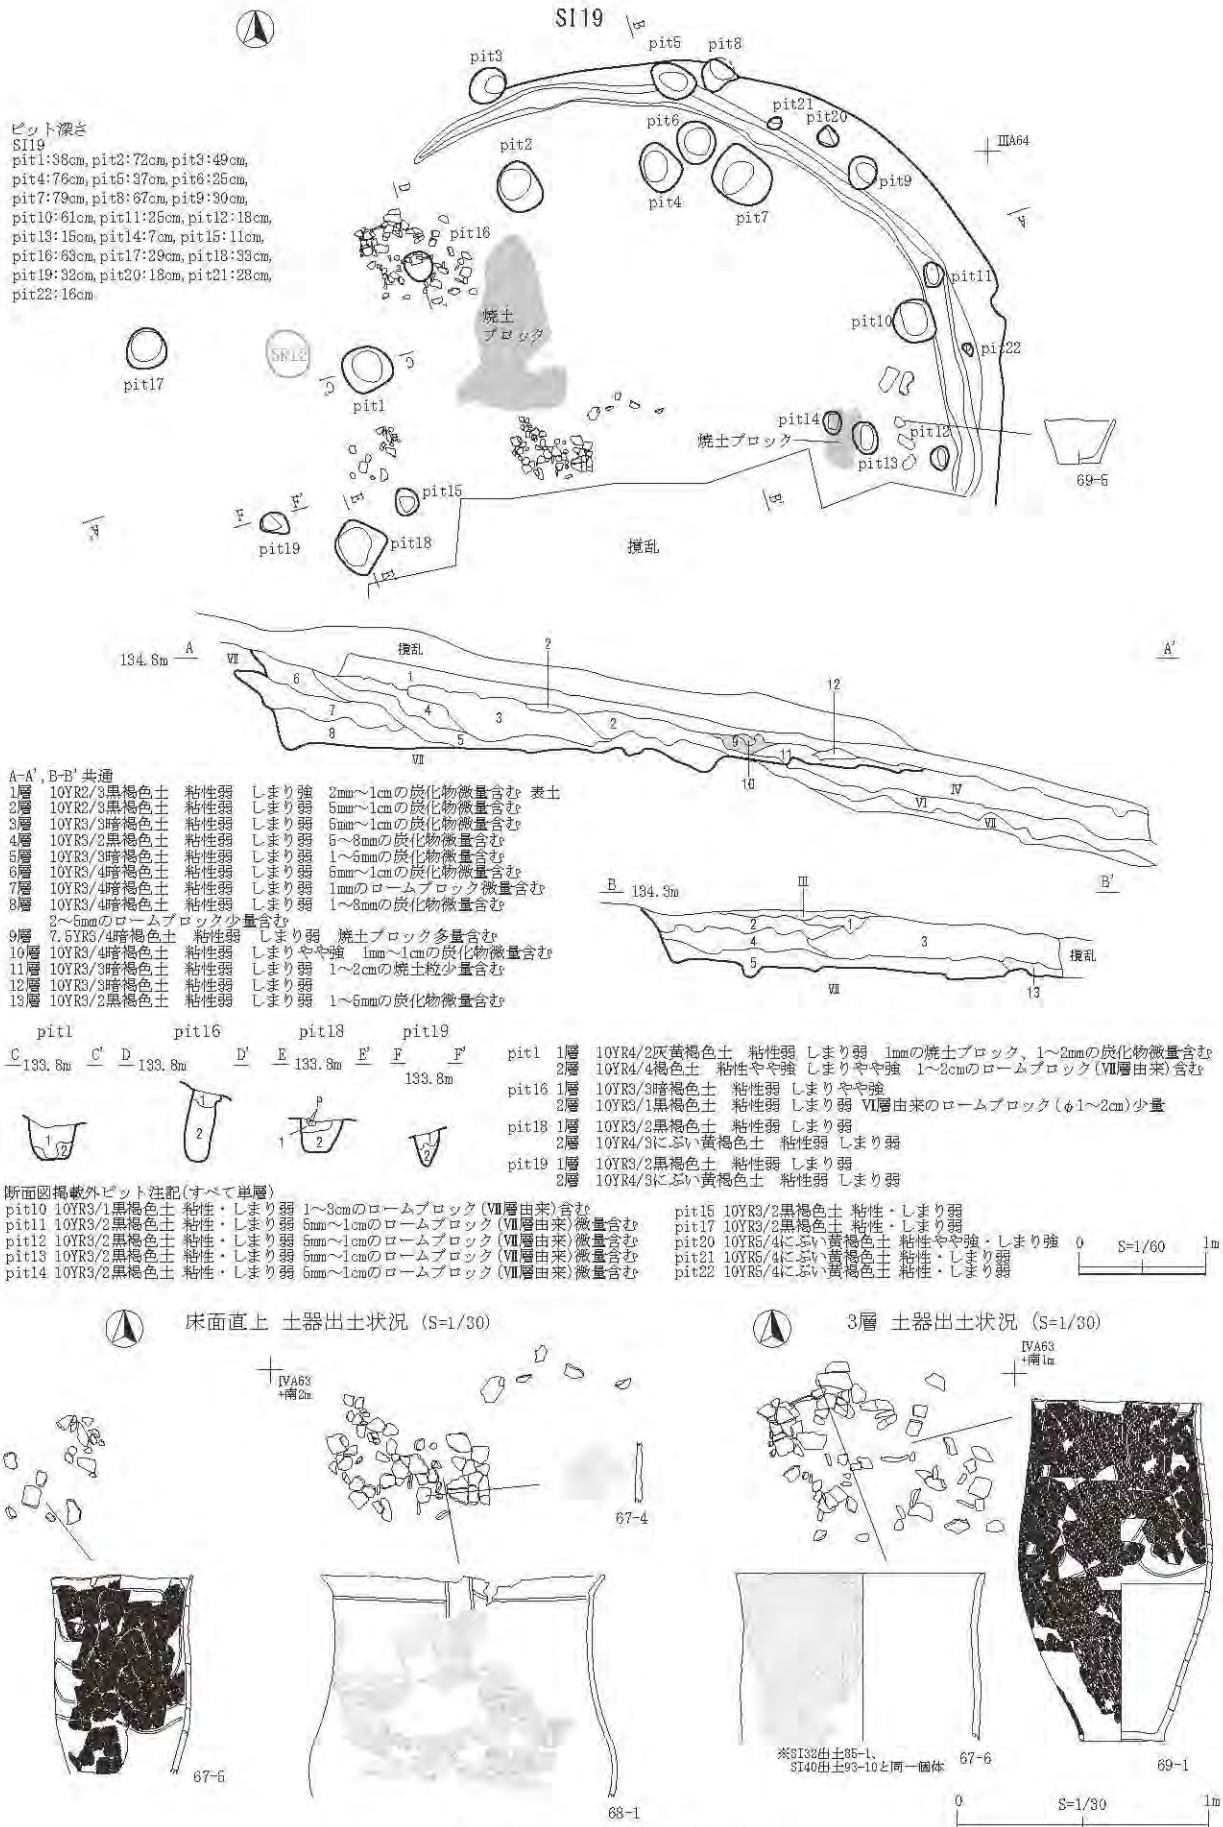 SI19
B
pit3
pit5
pit8
pit21
pit20
pit6
pit2
ⅢA64
pit9
pit4
pit7
ピット深さ
SI19
pit1:38cm, pit2:72cm, pit3:49cm,
pit4:76cm, pit5:37cm, pit6:25cm,
pit7:79cm, pit8:67cm, pit9:30cm,
pit10:61cm, pit11:25cm, pit12:18cm,
pit13:15cm, pit14:7cm, pit15:11cm,
pit16:63cm, pit17:29cm, pit18:33cm,
pit19:32cm, pit20:18cm, pit21:28cm,
pit22:16cm
D
pit16
A
pit11
焼土
ブロック
pit10
pit22
SR12
C
C'
pit17
pit1
pit14
焼土ブロック
pit12
pit13
69-5
F
F'
E
pit15
B'
A'
pit19
pit18
E'
攪乱
134.8m A
攪乱
2
A'
Ⅶ
1
12
6
4
3
2
7
8
5
9
11
10
Ⅶ
Ⅳ
Ⅵ
Ⅶ
A-A', B-B' 共通
1層 10YR2/3黒褐色土 粘性弱 しまり強 2mm～1cmの炭化物微量含む 表土
2層 10YR2/3黒褐色土 粘性弱 しまり弱 5mm～1cmの炭化物微量含む
3層 10YR3/3暗褐色土 粘性弱 しまり弱 5mm～1cmの炭化物微量含む
4層 10YR3/2黒褐色土 粘性弱 しまり弱 5～8mmの炭化物微量含む
5層 10YR3/3暗褐色土 粘性弱 しまり弱 1～5mmの炭化物微量含む
6層 10YR3/4暗褐色土 粘性弱 しまり弱 5mm～1cmの炭化物微量含む
7層 10YR3/4暗褐色土 粘性弱 しまり弱 1mmのロームブロック微量含む
8層 10YR3/4暗褐色土 粘性弱 しまり弱 1～8mmの炭化物微量含む
2～5mmのロームブロック少量含む
9層 7.5YR3/4暗褐色土 粘性弱 しまり弱 焼土ブロック多量含む
10層 10YR3/4暗褐色土 粘性弱 しまりやや強 1mm～1cmの炭化物微量含む
11層 10YR3/3暗褐色土 粘性弱 しまり弱 1～2cmの焼土粒少量含む
12層 10YR3/3暗褐色土 粘性弱 しまり弱
13層 10YR3/2黒褐色土 粘性弱 しまり弱 1～5mmの炭化物微量含む
B 134.3m
Ⅲ
B'
2
1
4
3
5
攪乱
Ⅶ
13
pit1 pit16 pit18 pit19
C 133.8m C' D 133.8m D' E 133.8m E' F 133.8m F'
1
2
2
P
1
2
2
pit1 1層 10YR4/2灰黄褐色土 粘性弱 しまり弱 1mmの焼土ブロック、1～2mmの炭化物微量含む
2層 10YR4/4褐色土 粘性やや強 しまりやや強 1～2cmのロームブロック(Ⅶ層由来)含む
pit16 1層 10YR3/3暗褐色土 粘性弱 しまりやや強
2層 10YR3/1黒褐色土 粘性弱 しまり弱 Ⅵ層由来のロームブロック(φ1～2cm)少量
pit18 1層 10YR3/2黒褐色土 粘性弱 しまり弱
2層 10YR4/3にぶい黄褐色土 粘性弱 しまり弱
pit19 1層 10YR3/2黒褐色土 粘性弱 しまり弱
2層 10YR4/3にぶい黄褐色土 粘性弱 しまり弱
断面図掲載外ピット注記(すべて単層)
pit10 10YR3/1黒褐色土 粘性・しまり弱 1～3cmのロームブロック(Ⅶ層由来)含む
pit11 10YR3/2黒褐色土 粘性・しまり弱 5mm～1cmのロームブロック(Ⅶ層由来)微量含む
pit12 10YR3/2黒褐色土 粘性・しまり弱 5mm～1cmのロームブロック(Ⅶ層由来)微量含む
pit13 10YR3/2黒褐色土 粘性・しまり弱 5mm～1cmのロームブロック(Ⅶ層由来)微量含む
pit14 10YR3/2黒褐色土 粘性・しまり弱 5mm～1cmのロームブロック(Ⅶ層由来)微量含む
pit15 10YR3/2黒褐色土 粘性・しまり弱
pit17 10YR3/2黒褐色土 粘性・しまり弱
pit20 10YR5/4にぶい黄褐色土 粘性やや強・しまり強
pit21 10YR5/4にぶい黄褐色土 粘性・しまり弱
pit22 10YR5/4にぶい黄褐色土 粘性・しまり弱
0 S=1/60 1m
床面直上 土器出土状況 (S=1/30)
ⅣA63
+南2m
67-4
67-5
68-1
3層 土器出土状況 (S=1/30)
ⅣA63
+南1m
※SI32出土85-1、
SI40出土93-10と同一個体
67-6
69-1
0 S=1/30 1m